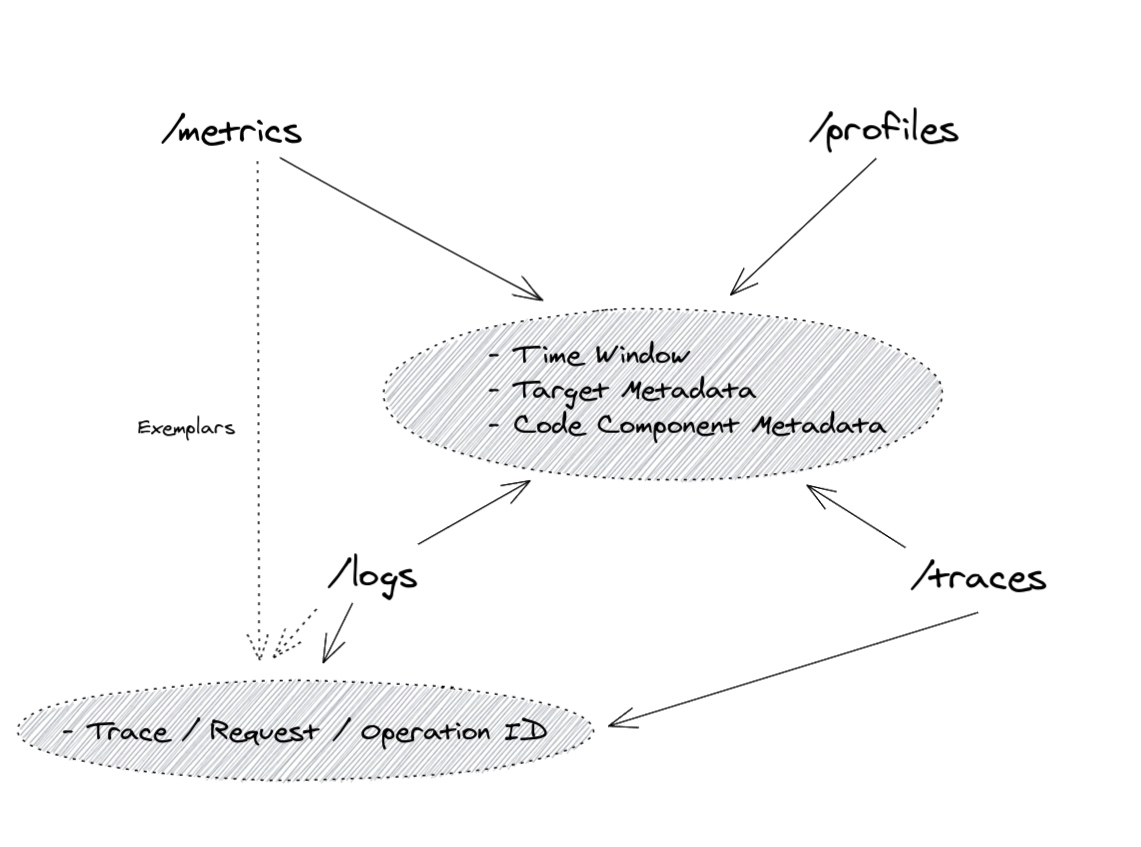 /metrics
/profiles
- Time Window
- Target Metadata
- Code Component Metadata
Exemplars
/logs
/traces
- Trace / Request / Operation ID